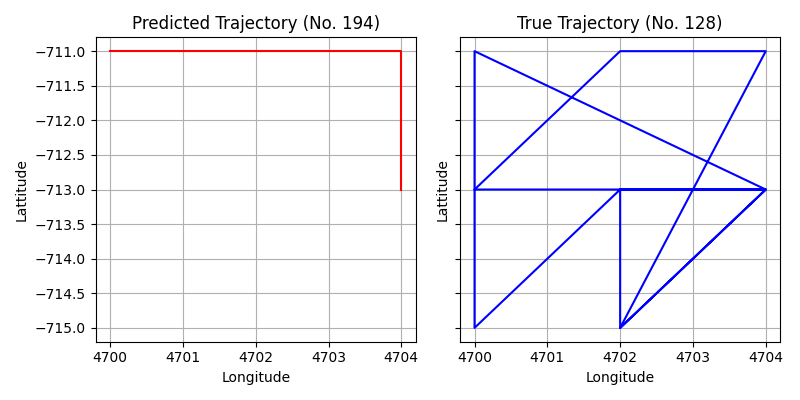 Predicted Trajectory (No. 194)
True Trajectory (No. 128)
−711.0
−711.5
−712.0
−712.5
−713.0
−713.5
−714.0
−714.5
−715.0
Lattitude
Lattitude
4700 4701 4702 4703 4704
4700 4701 4702 4703 4704
Longitude
Longitude